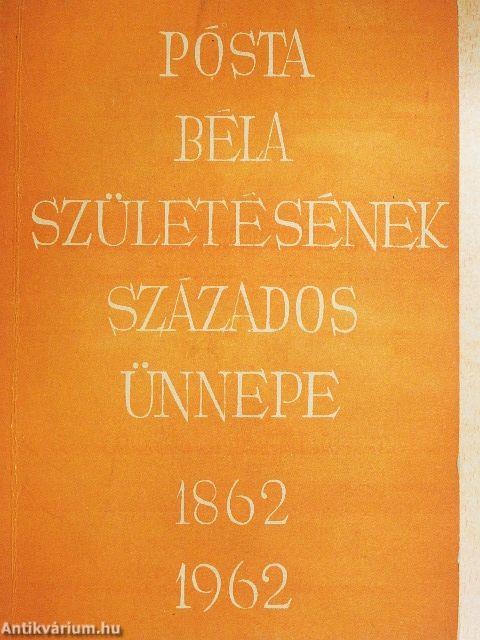 PÓSTA
BÉLA
SZÜLETÉSÉNEK
SZÁZADOS
ÜNNEPE
1862
1962
Antikvárium.hu